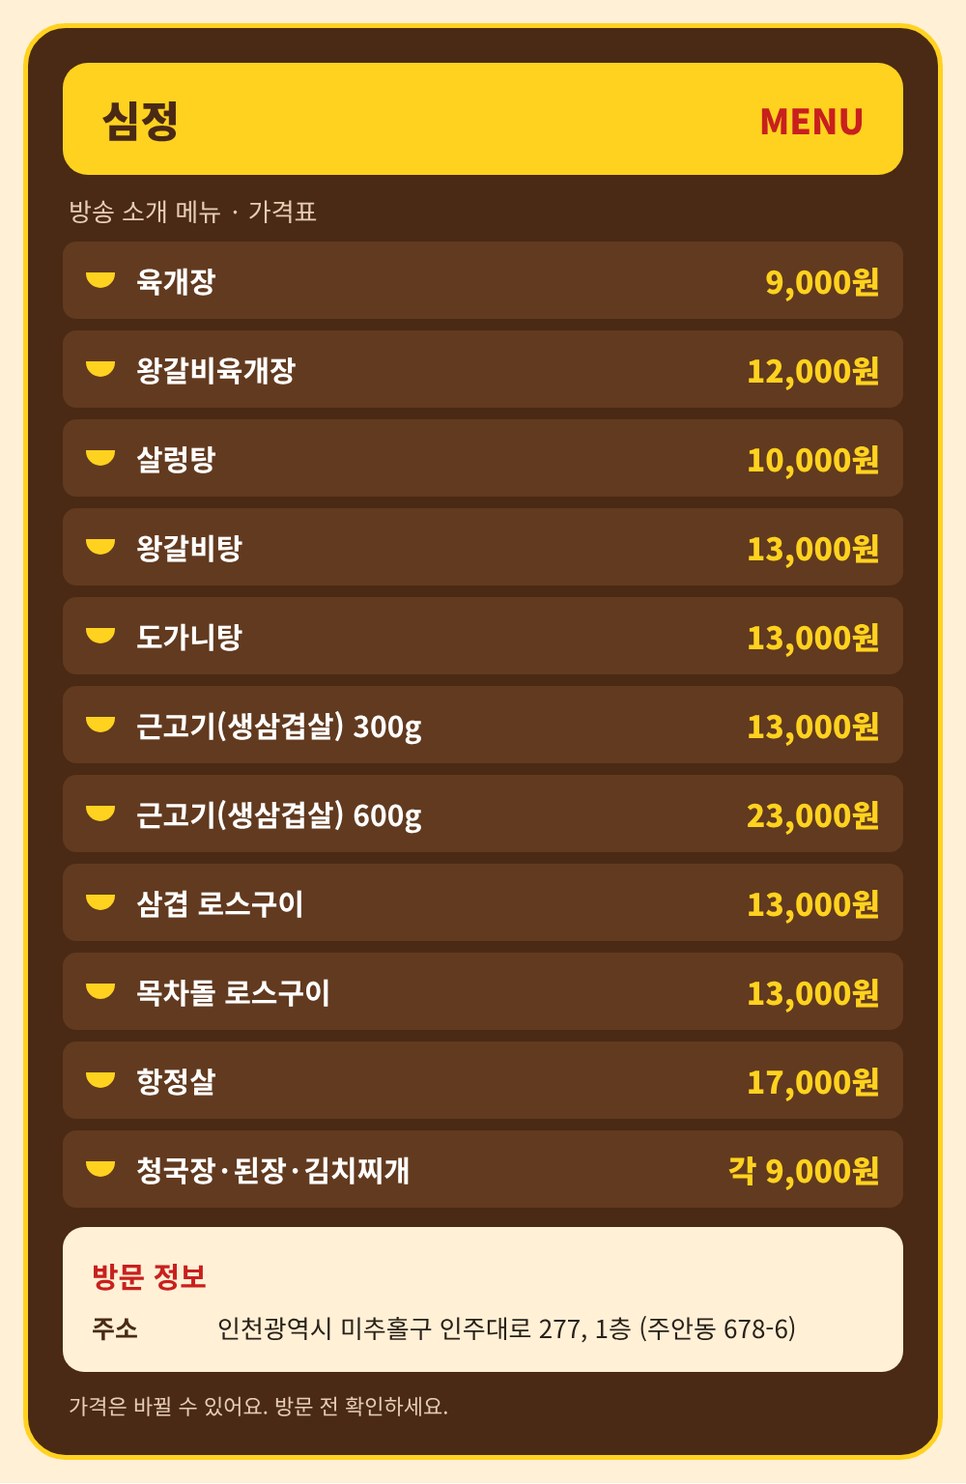 심정 MENU
방송 소개 메뉴 · 가격표
육개장 9,000원
왕갈비육개장 12,000원
살렁탕 10,000원
왕갈비탕 13,000원
도가니탕 13,000원
근고기(생삼겹살) 300g 13,000원
근고기(생삼겹살) 600g 23,000원
삼겹 로스구이 13,000원
목차돌 로스구이 13,000원
항정살 17,000원
청국장·된장·김치찌개 각 9,000원
방문 정보
주소 인천광역시 미추홀구 인주대로 277, 1층 (주안동 678-6)
가격은 바뀔 수 있어요. 방문 전 확인하세요.